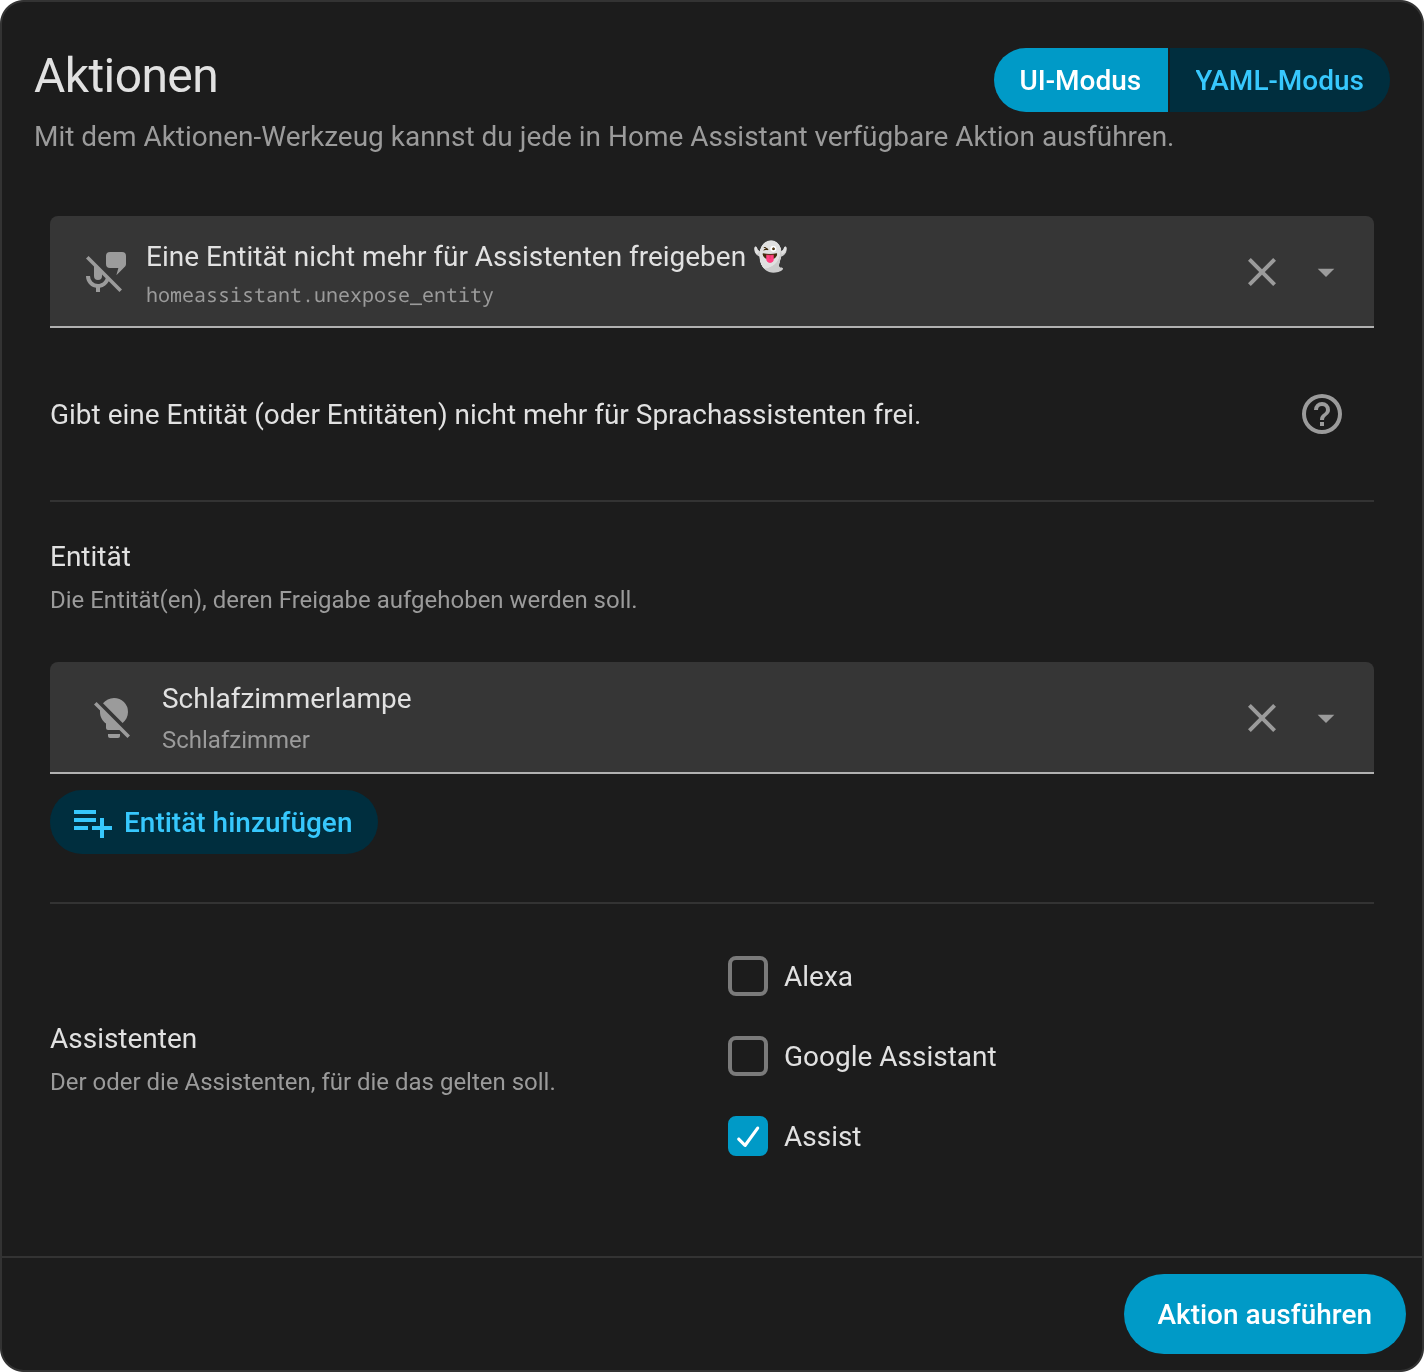 Aktionen
UI-Modus
YAML-Modus
Mit dem Aktionen-Werkzeug kannst du jede in Home Assistant verfügbare Aktion ausführen.
Eine Entität nicht mehr für Assistenten freigeben 👻
homeassistant.unexpose_entity
Gibt eine Entität (oder Entitäten) nicht mehr für Sprachassistenten frei.
Entität
Die Entität(en), deren Freigabe aufgehoben werden soll.
Schlafzimmerlampe
Schlafzimmer
Entität hinzufügen
Assistenten
Der oder die Assistenten, für die das gelten soll.
Alexa
Google Assistant
Assist
Aktion ausführen